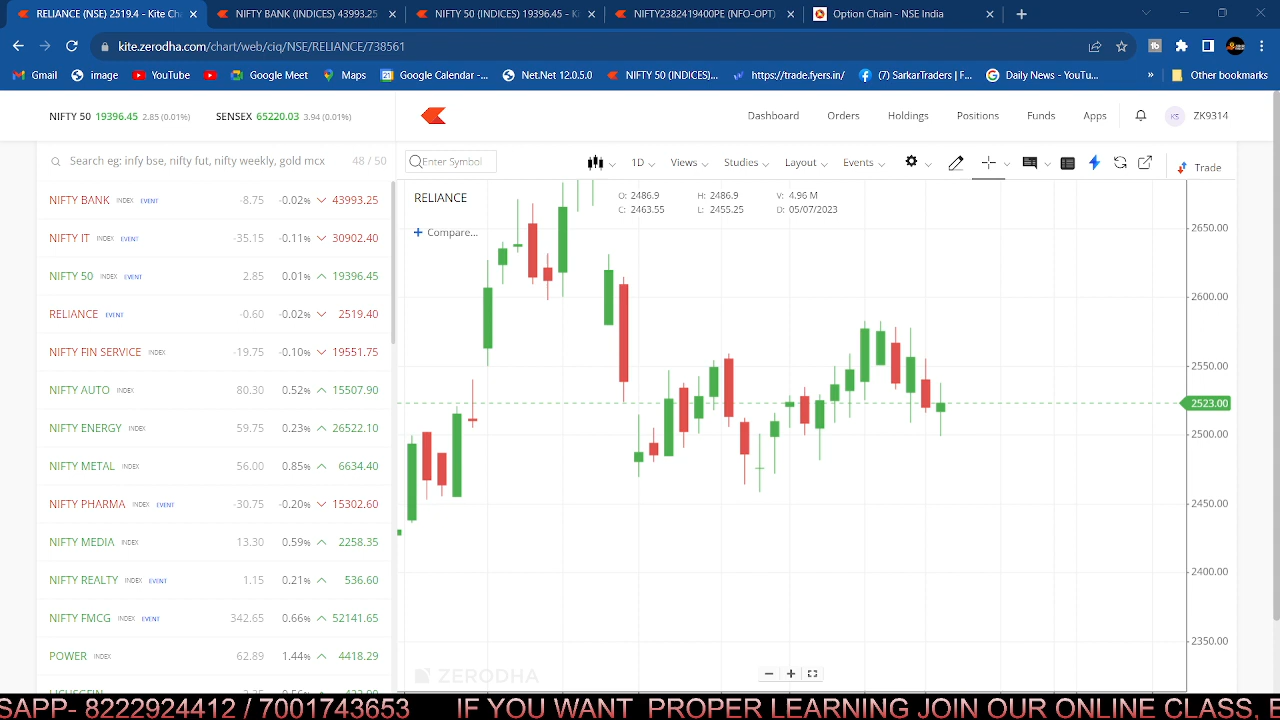 RELIANCE (NSE) 2519.4 - Kite Ch
NIFTY BANK (INDICES) 43993.25
NIFTY 50 (INDICES) 19396.45 - Ki
NIFTY2382419400PE (NFO-OPT)
Option Chain - NSE India
kite.zerodha.com/chart/web/ciq/NSE/RELIANCE/738561
Gmail
image
YouTube
Google Meet
Maps
Google Calendar -...
NetNet 12.0.5.0
NIFTY 50 (INDICES)...
https://trade.fyers.in/
(7) 5 Star Traders | F...
Daily News - YouTu...
»
Other bookmarks
NIFTY 50 19396.45 2.85 (0.01%) SENSEX 65220.03 3.94 (0.01%)
Dashboard Orders Holdings Positions Funds Apps KS ZK9314
Search eg: infy bse, nifty fut, nifty weekly, gold mcx 48 / 50
Enter Symbol 1D Views Studies Layout Events Trade
NIFTY BANK INDEX EVENT -8.75 -0.02% 43993.25
NIFTY IT INDEX EVENT -35.15 -0.11% 30902.40
NIFTY 50 INDEX EVENT 2.85 0.01% 19396.45
RELIANCE EVENT -0.60 -0.02% 2519.40
NIFTY FIN SERVICE INDEX -19.75 -0.10% 19551.75
NIFTY AUTO INDEX 80.30 0.52% 15507.90
NIFTY ENERGY INDEX 59.75 0.23% 26522.10
NIFTY METAL INDEX 56.00 0.85% 6634.40
NIFTY PHARMA INDEX EVENT -30.75 -0.20% 15302.60
NIFTY MEDIA INDEX 13.30 0.59% 2258.35
NIFTY REALTY INDEX EVENT 1.15 0.21% 536.60
NIFTY FMCG INDEX EVENT 342.65 0.66% 52141.65
POWER INDEX 62.89 1.44% 4418.29
RELIANCE
O: 2486.9 H: 2486.9 V: 4.96 M
C: 2463.55 L: 2455.25 D: 05/07/2023
+ Compare...
2650.00
2600.00
2550.00
2523.00
2500.00
2450.00
2400.00
2350.00
ZERODHA
SAPP- 8222924412 / 7001743653 IF YOU WANT PROPER LEARNING JOIN OUR ONLINE CLASS,